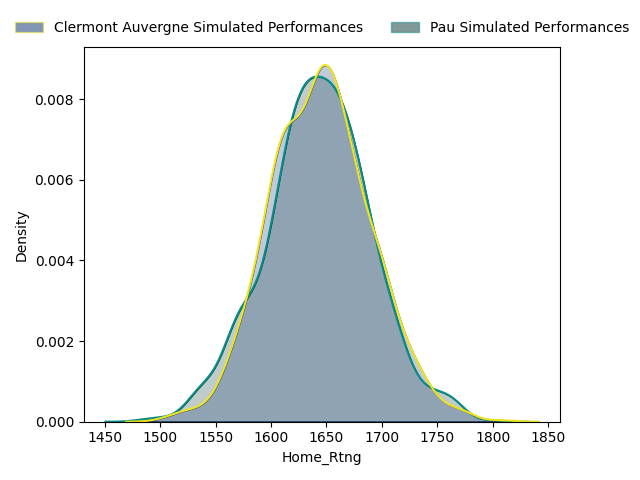 Clermont Auvergne Simulated Performances
Pau Simulated Performances
Density
0.008
0.006
0.004
0.002
0.000
1450 1500 1550 1600 1650 1700 1750 1800 1850
Home_Rtng